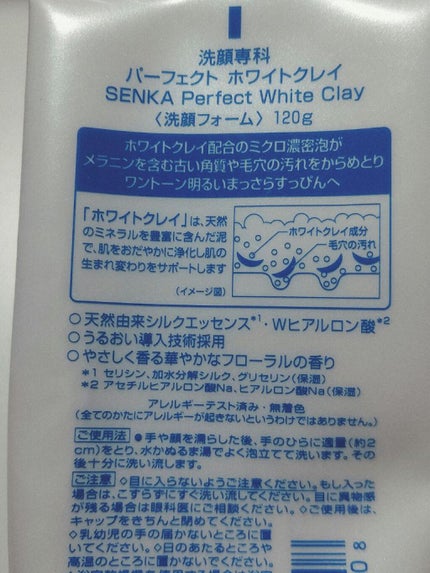 洗顔専科
パーフェクト ホワイトクレイ
SENKA Perfect White Clay
〈洗顔フォーム〉 120g
ホワイトクレイ配合のミクロ濃密泡が
メラニンを含む古い角質や毛穴の汚れをからめとり
ワントーン明るいまっさらすっぴんへ
「ホワイトクレイ」は、天然
のミネラルを豊富に含んだ泥
で、肌をおだやかに浄化し肌の
生まれ変わりをサポートします
(イメージ図)
ホワイトクレイ成分
毛穴の汚れ
○ 天然由来シルクエッセンス*1・Wヒアルロン酸*2
○ うるおい導入技術採用
○ やさしく香る華やかなフローラルの香り
*1 セリシン、加水分解シルク、グリセリン(保湿)
*2 アセチルヒアルロン酸Na、ヒアルロン酸Na(保湿)
アレルギーテスト済み・無着色
(全てのかたにアレルギーが起きないというわけではありません。)
ご使用法 ●手や顔を濡らした後、手のひらに適量(約2
cm)をとり、水かぬるま湯でよく泡立てて洗います。その
後十分に洗い流します。
ご注意 ◇目に入らないようご注意ください。もし入った
場合は、こすらずにすぐ洗い流してください。目に異物感
が残る場合は眼科医にご相談ください。◇ご使用後は、
キャップをきちんと閉めてください。
◇乳幼児の手の届かないところに置
いてください。◇日のあたるところや
高温のところに置かないでください。
08